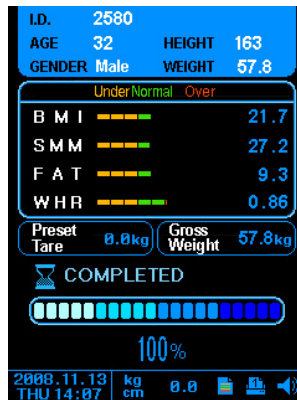 I.D. 2580
AGE 32 HEIGHT 163
GENDER Male WEIGHT 57.8
Under Normal Over
BMI 21.7
SMM 27.2
FAT 9.3
WHR 0.86
Preset Tare 0.0kg Gross Weight 57.8kg
COMPLETED
100%
2008.11.13 kg 0.0
THU 14:07 cm